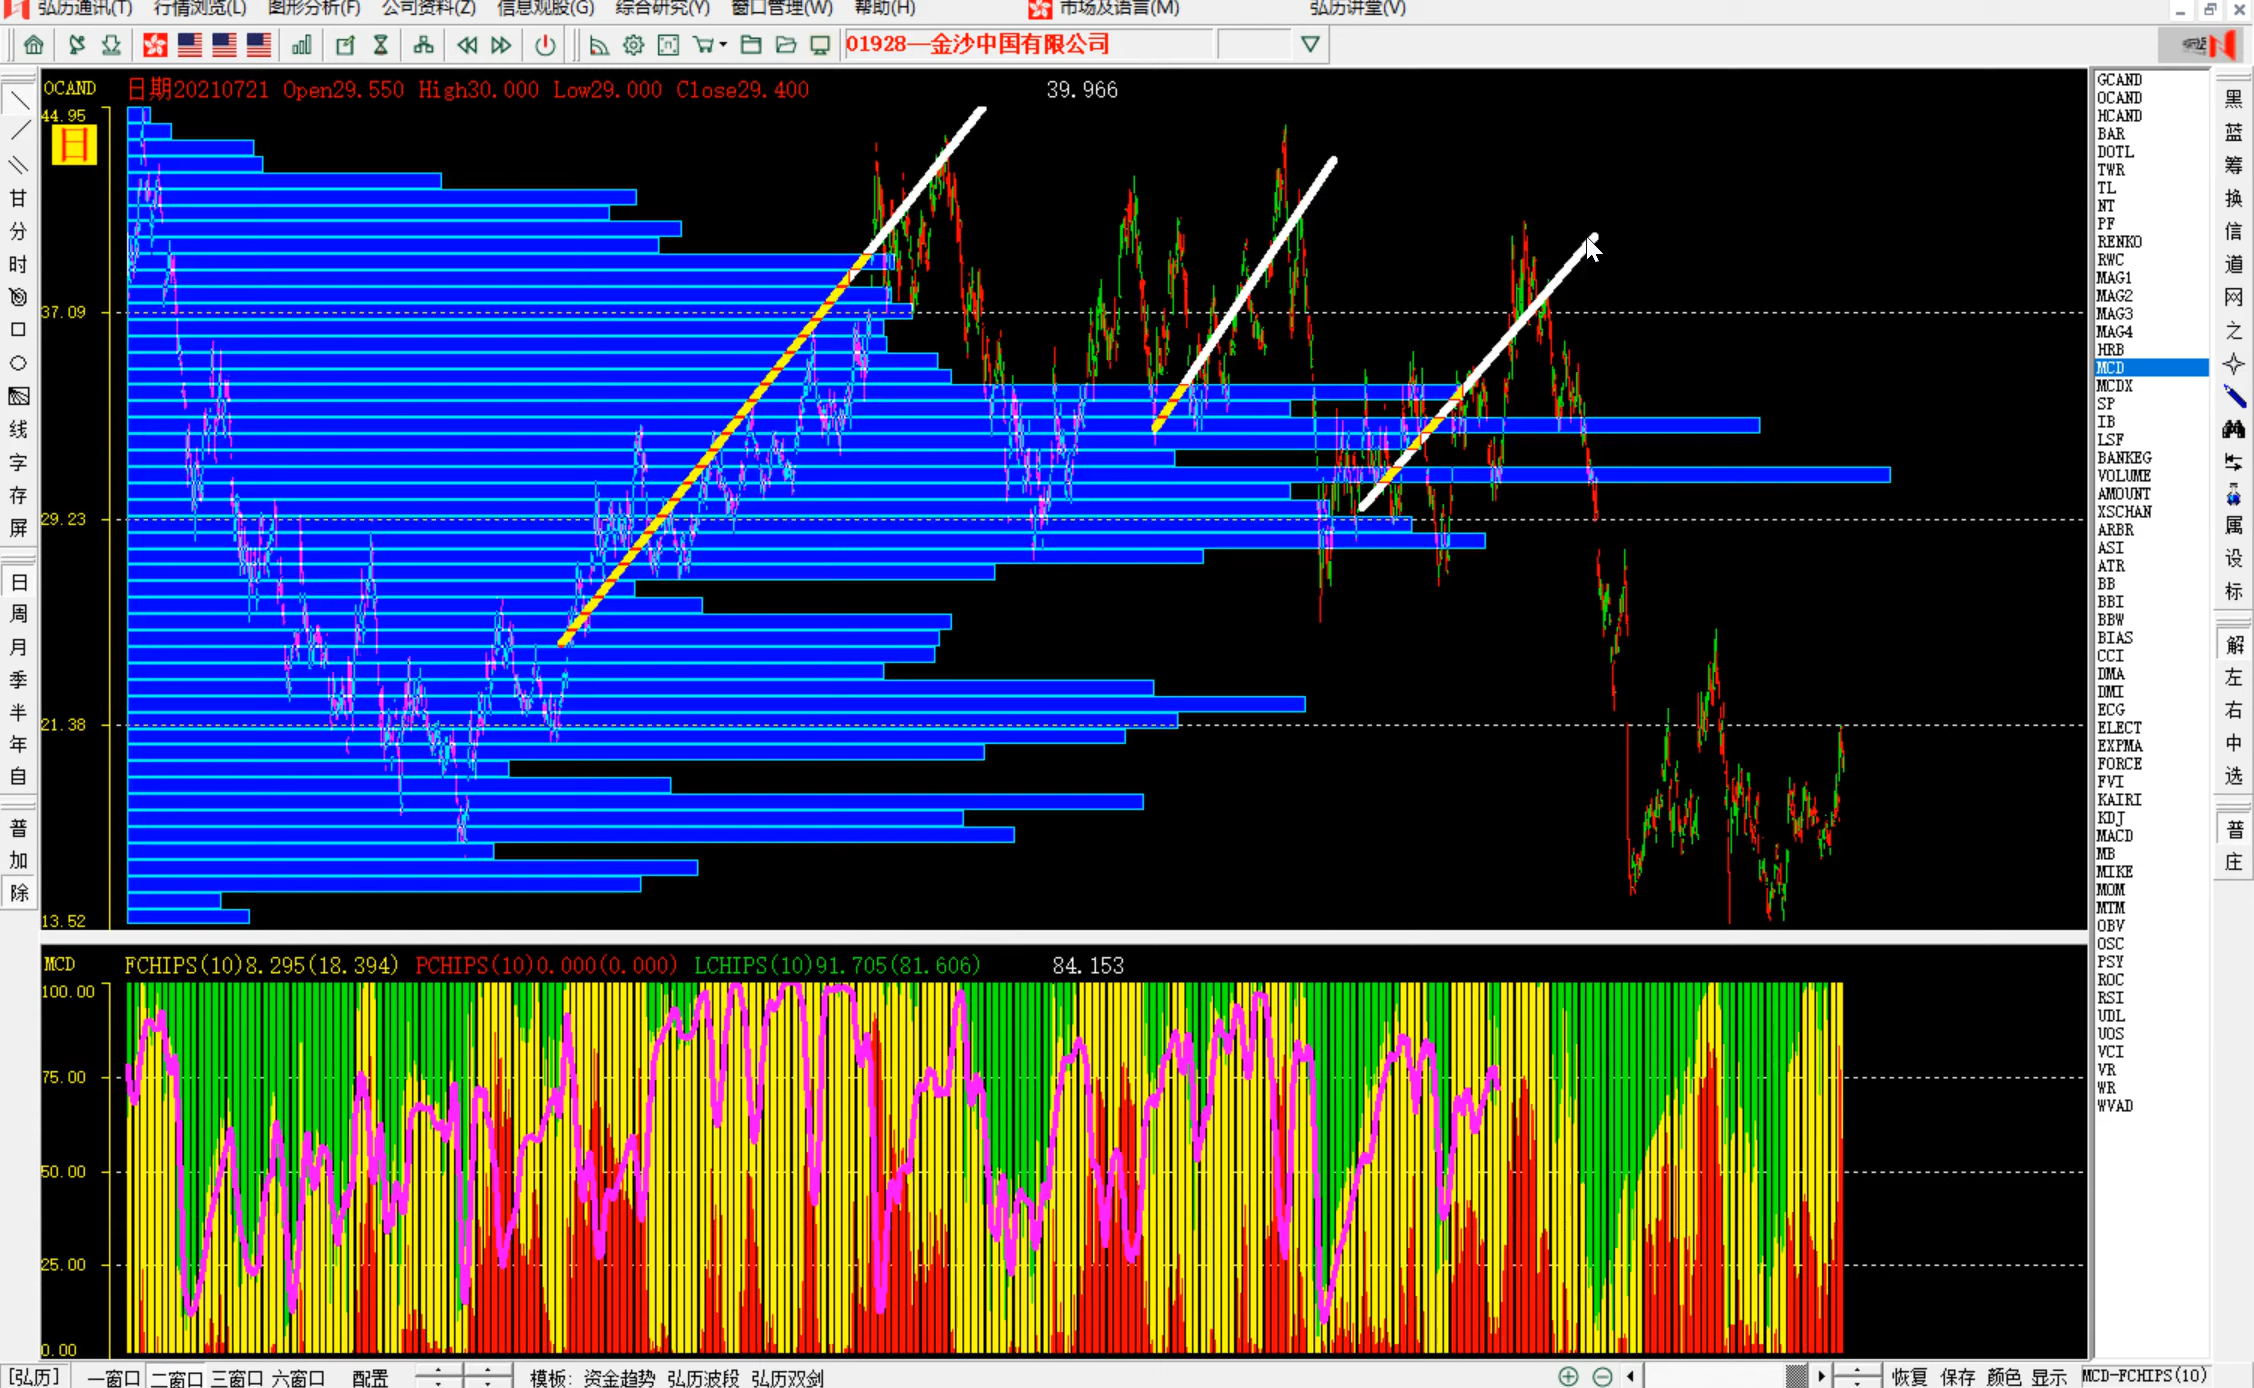 弘历通讯(T) 行情浏览(L) 图形分析(F) 公司资料(Z) 信息观股(G) 综合研究(Y) 窗口管理(W) 帮助(H) 市场及语言(M) 弘历讲堂(V)
01928—金沙中国有限公司
OCAND 日期20210721 Open29.550 High30.000 Low29.000 Close29.400 39.966
44.95
日
37.09
29.23
21.38
13.52
MCD FCHIPS(10)8.295(18.394) PCHIPS(10)0.000(0.000) LCHIPS(10)91.705(81.606) 84.153
100.00
75.00
50.00
25.00
0.00
甘
分
时
线
字
存
屏
日
周
月
季
半
年
自
普
加
除
GCAND
OCAND
HCAND
BAR
DOTL
TWR
TL
NT
PF
RENKO
RWC
MAG1
MAG2
MAG3
MAG4
HRB
MCD
MCDX
SP
IB
LSF
BANKEG
VOLUME
AMOUNT
XSCHAN
ARBR
ASI
ATR
BB
BBI
BBW
BIAS
CCI
DMA
DMI
ECG
ELECT
EXPMA
FORCE
FVI
KAIRI
KDJ
MACD
MB
MIKE
MOM
MTM
OBV
OSC
PSY
ROC
RSI
UDL
UOS
VCI
VR
WR
WVAD
黑
蓝
筹
换
信
道
网
之
属
设
标
解
左
右
中
选
普
庄
[弘历] 一窗口 二窗口 三窗口 六窗口 配置 模板: 资金趋势 弘历波段 弘历双剑 恢复 保存 颜色 显示 MCD-FCHIPS(10)